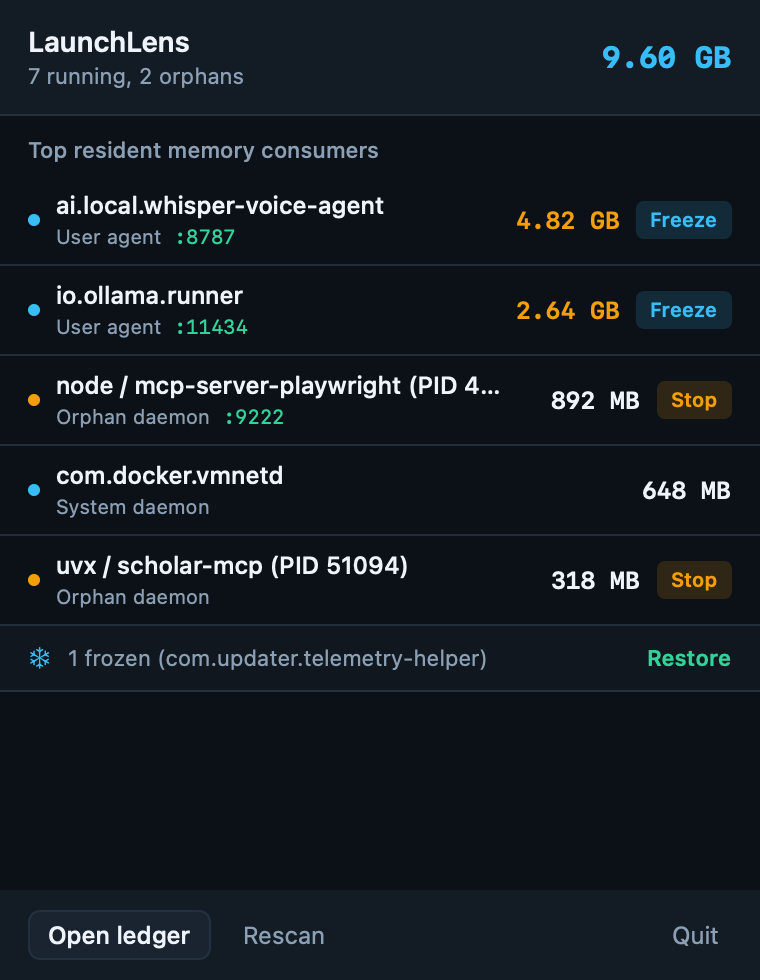 LaunchLens
7 running, 2 orphans
9.60 GB
Top resident memory consumers
ai.local.whisper-voice-agent
User agent :8787
4.82 GB Freeze
io.ollama.runner
User agent :11434
2.64 GB Freeze
node / mcp-server-playwright (PID 4...
Orphan daemon :9222
892 MB Stop
com.docker.vmnetd
System daemon
648 MB
uvx / scholar-mcp (PID 51094)
Orphan daemon
318 MB Stop
1 frozen (com.updater.telemetry-helper) Restore
Open ledger Rescan Quit